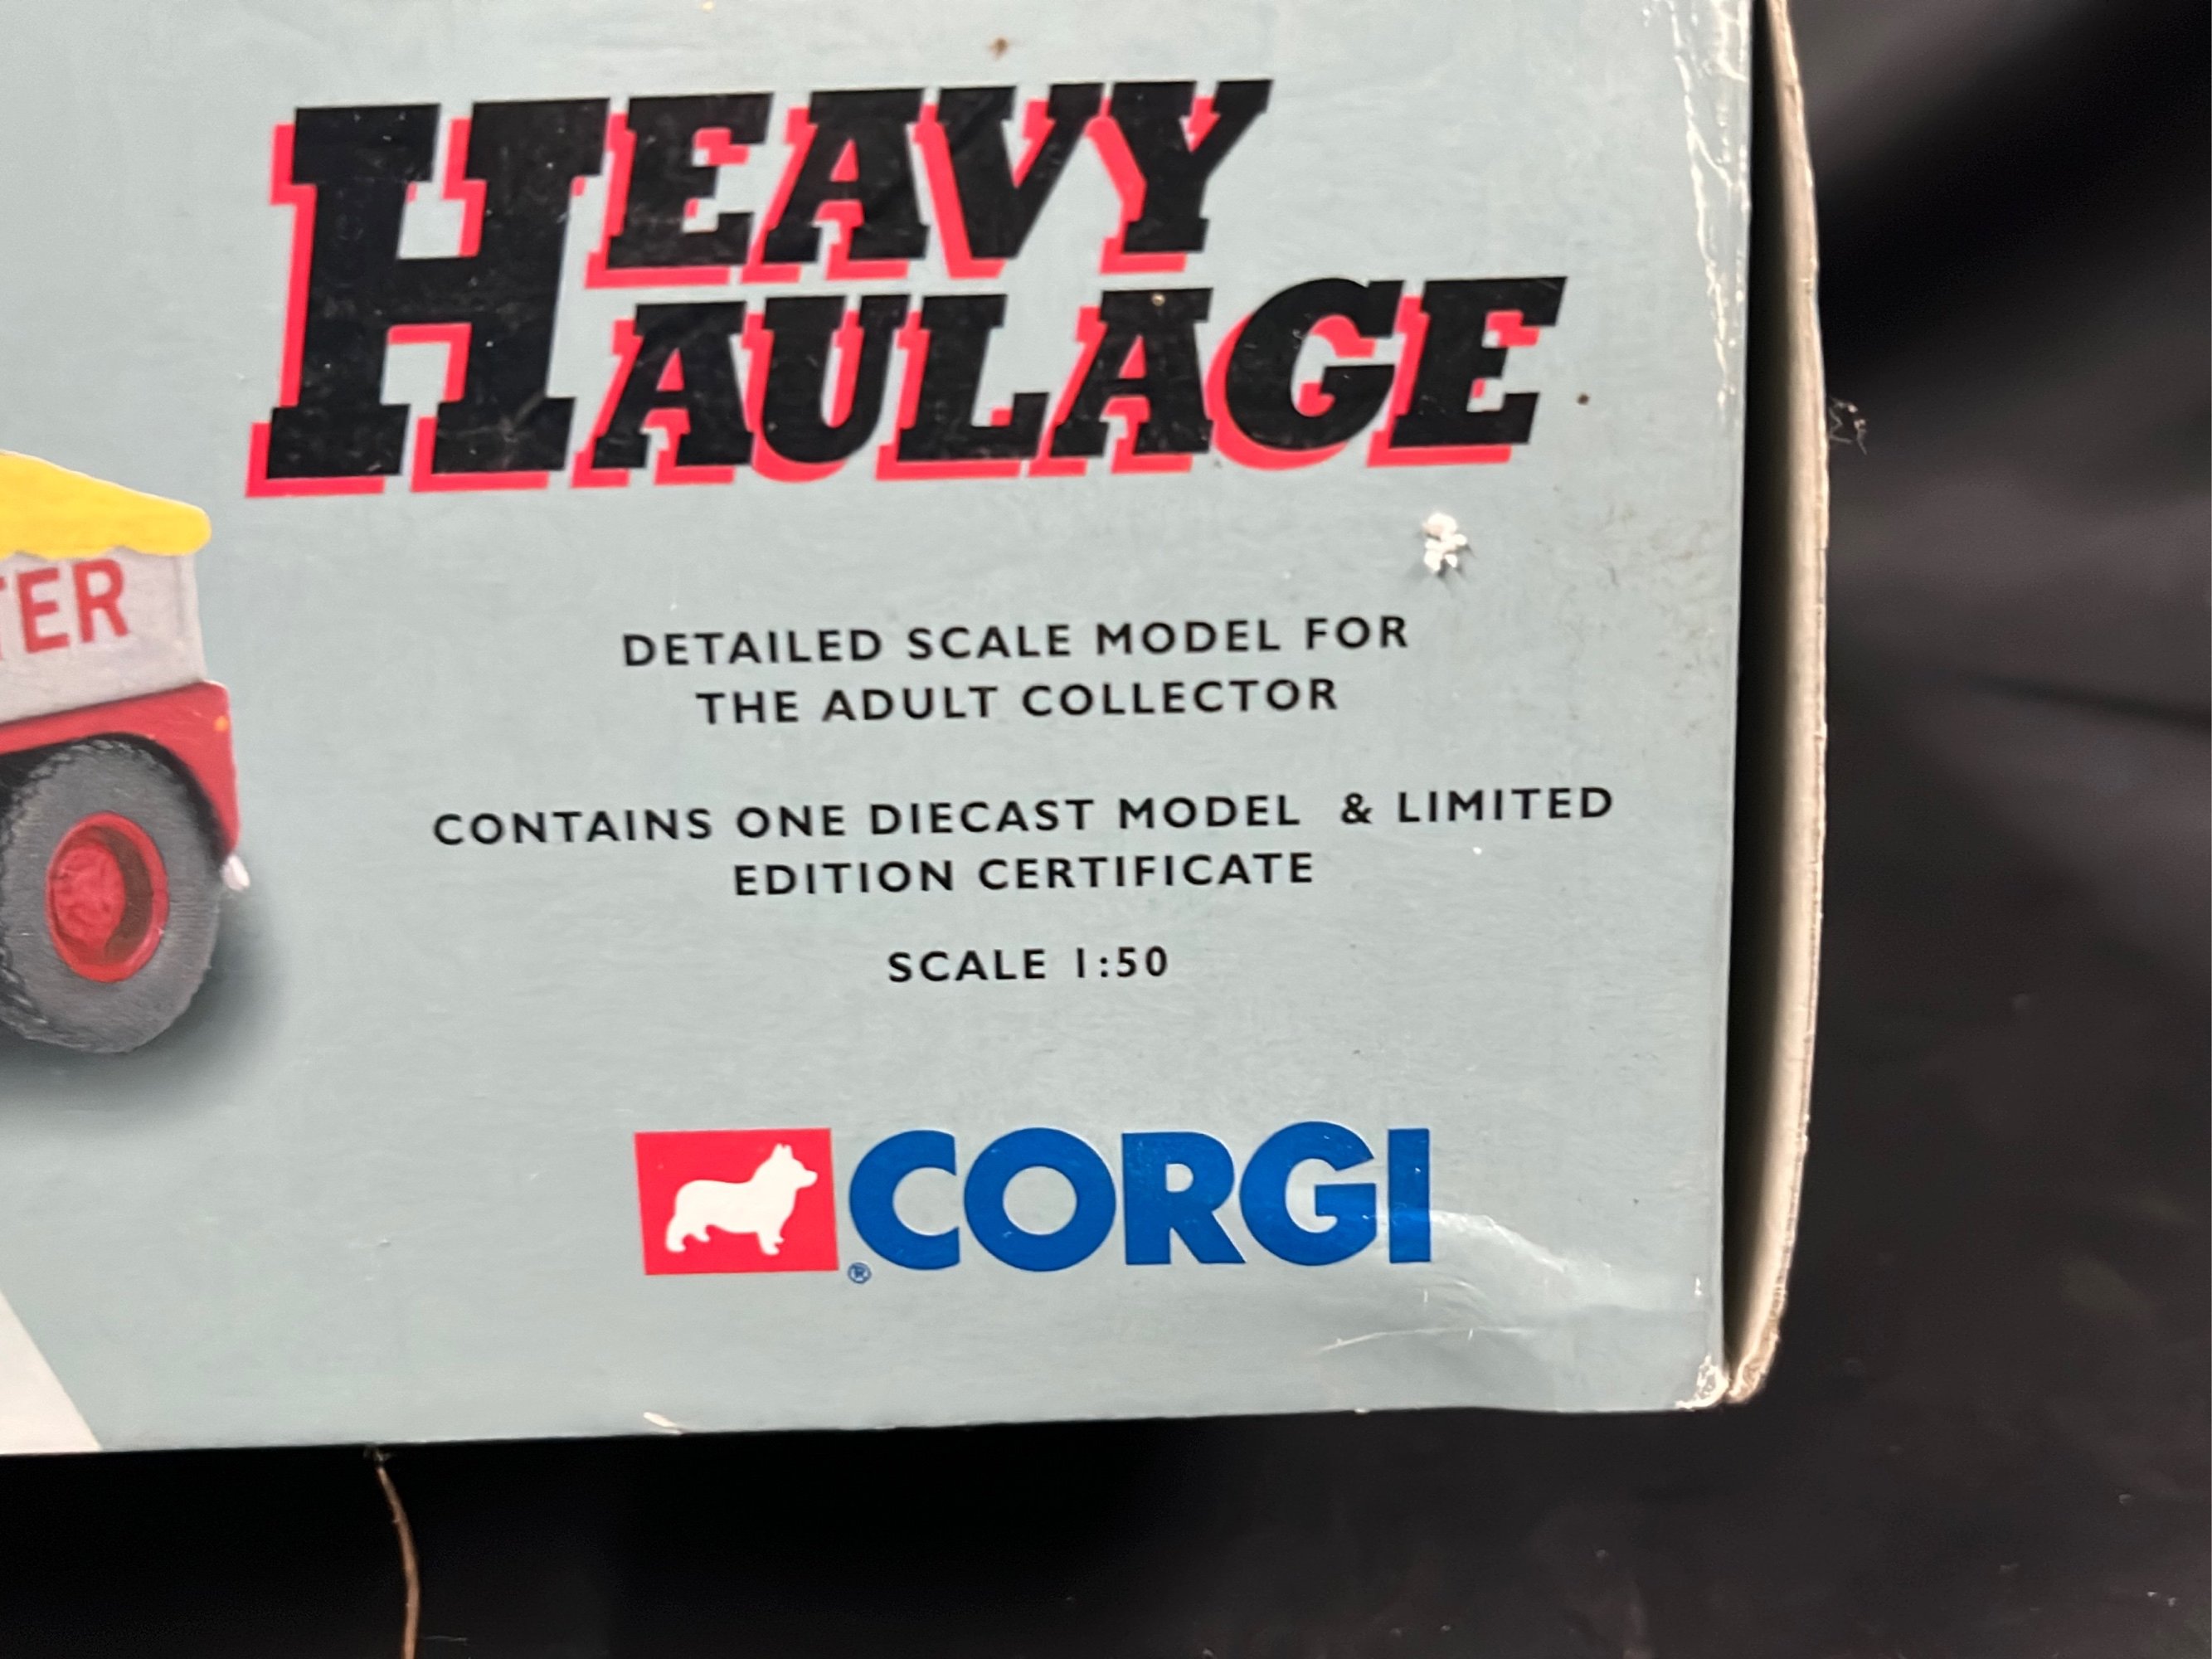 HEAVY
HAULAGE
TER
DETAILED SCALE MODEL FOR
THE ADULT COLLECTOR
CONTAINS ONE DIECAST MODEL & LIMITED
EDITION CERTIFICATE
SCALE 1:50
® CORGI